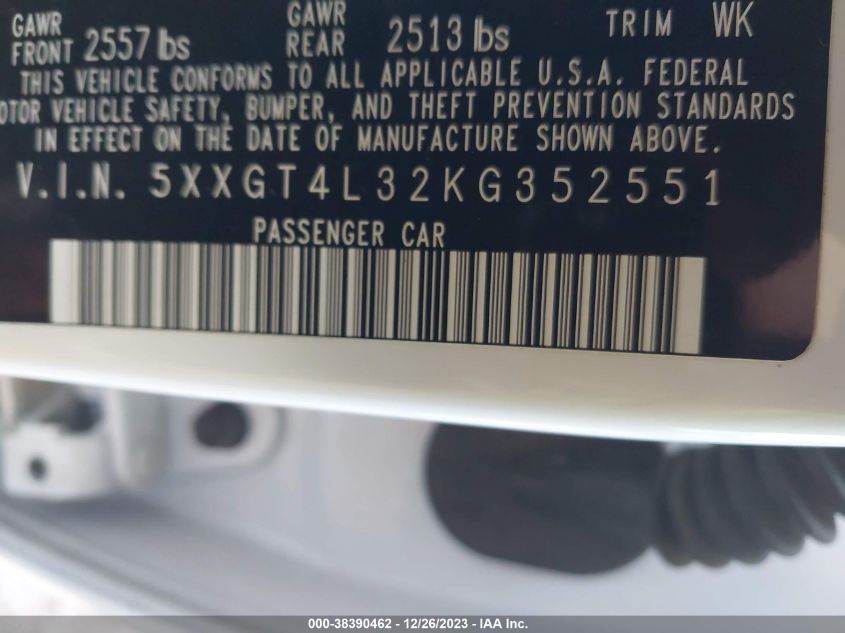 GAWR FRONT 2557 lbs GAWR REAR 2513 lbs TRIM WK
THIS VEHICLE CONFORMS TO ALL APPLICABLE U.S.A. FEDERAL
OTOR VEHICLE SAFETY, BUMPER, AND THEFT PREVENTION STANDARDS
IN EFFECT ON THE DATE OF MANUFACTURE SHOWN ABOVE.
V.I.N. 5XXGT4L32KG352551
PASSENGER CAR
000-38390462 - 12/26/2023 - IAA Inc.